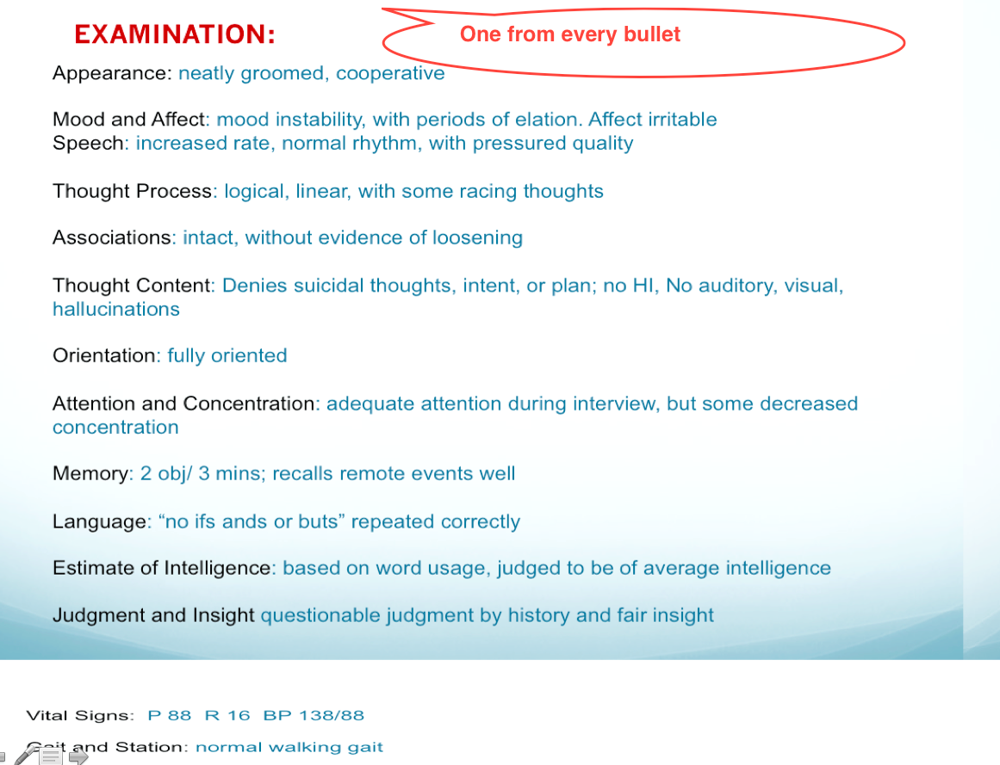 EXAMINATION:
One from every bullet
Appearance: neatly groomed, cooperative
Mood and Affect: mood instability, with periods of elation. Affect irritable
Speech: increased rate, normal rhythm, with pressured quality
Thought Process: logical, linear, with some racing thoughts
Associations: intact, without evidence of loosening
Thought Content: Denies suicidal thoughts, intent, or plan; no HI, No auditory, visual,
hallucinations
Orientation: fully oriented
Attention and Concentration: adequate attention during interview, but some decreased
concentration
Memory: 2 obj/ 3 mins; recalls remote events well
Language: “no ifs ands or buts” repeated correctly
Estimate of Intelligence: based on word usage, judged to be of average intelligence
Judgment and Insight questionable judgment by history and fair insight
Vital Signs: P 88 R 16 BP 138/88
Gait and Station: normal walking gait